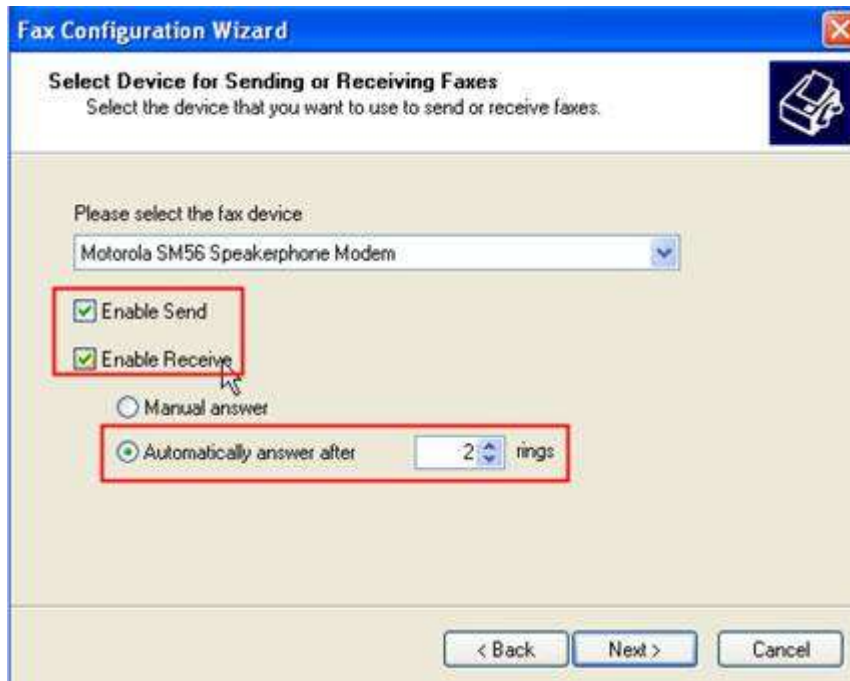 Fax Configuration Wizard
Select Device for Sending or Receiving Faxes
Select the device that you want to use to send or receive faxes.
Please select the fax device
Motorola SM56 Speakerphone Modem
Enable Send
Enable Receive
Manual answer
Automatically answer after 2 rings
< Back Next > Cancel